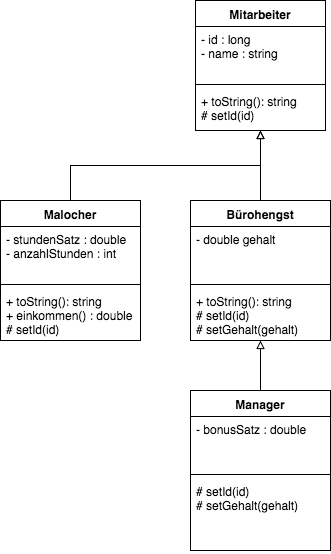 Mitarbeiter
- id : long
- name : string
+ toString(): string
# setId(id)
Malocher
- stundenSatz : double
- anzahlStunden : int
+ toString(): string
+ einkommen() : double
# setId(id)
Bürohengst
- double gehalt
+ toString(): string
# setId(id)
# setGehalt(gehalt)
Manager
- bonusSatz : double
# setId(id)
# setGehalt(gehalt)